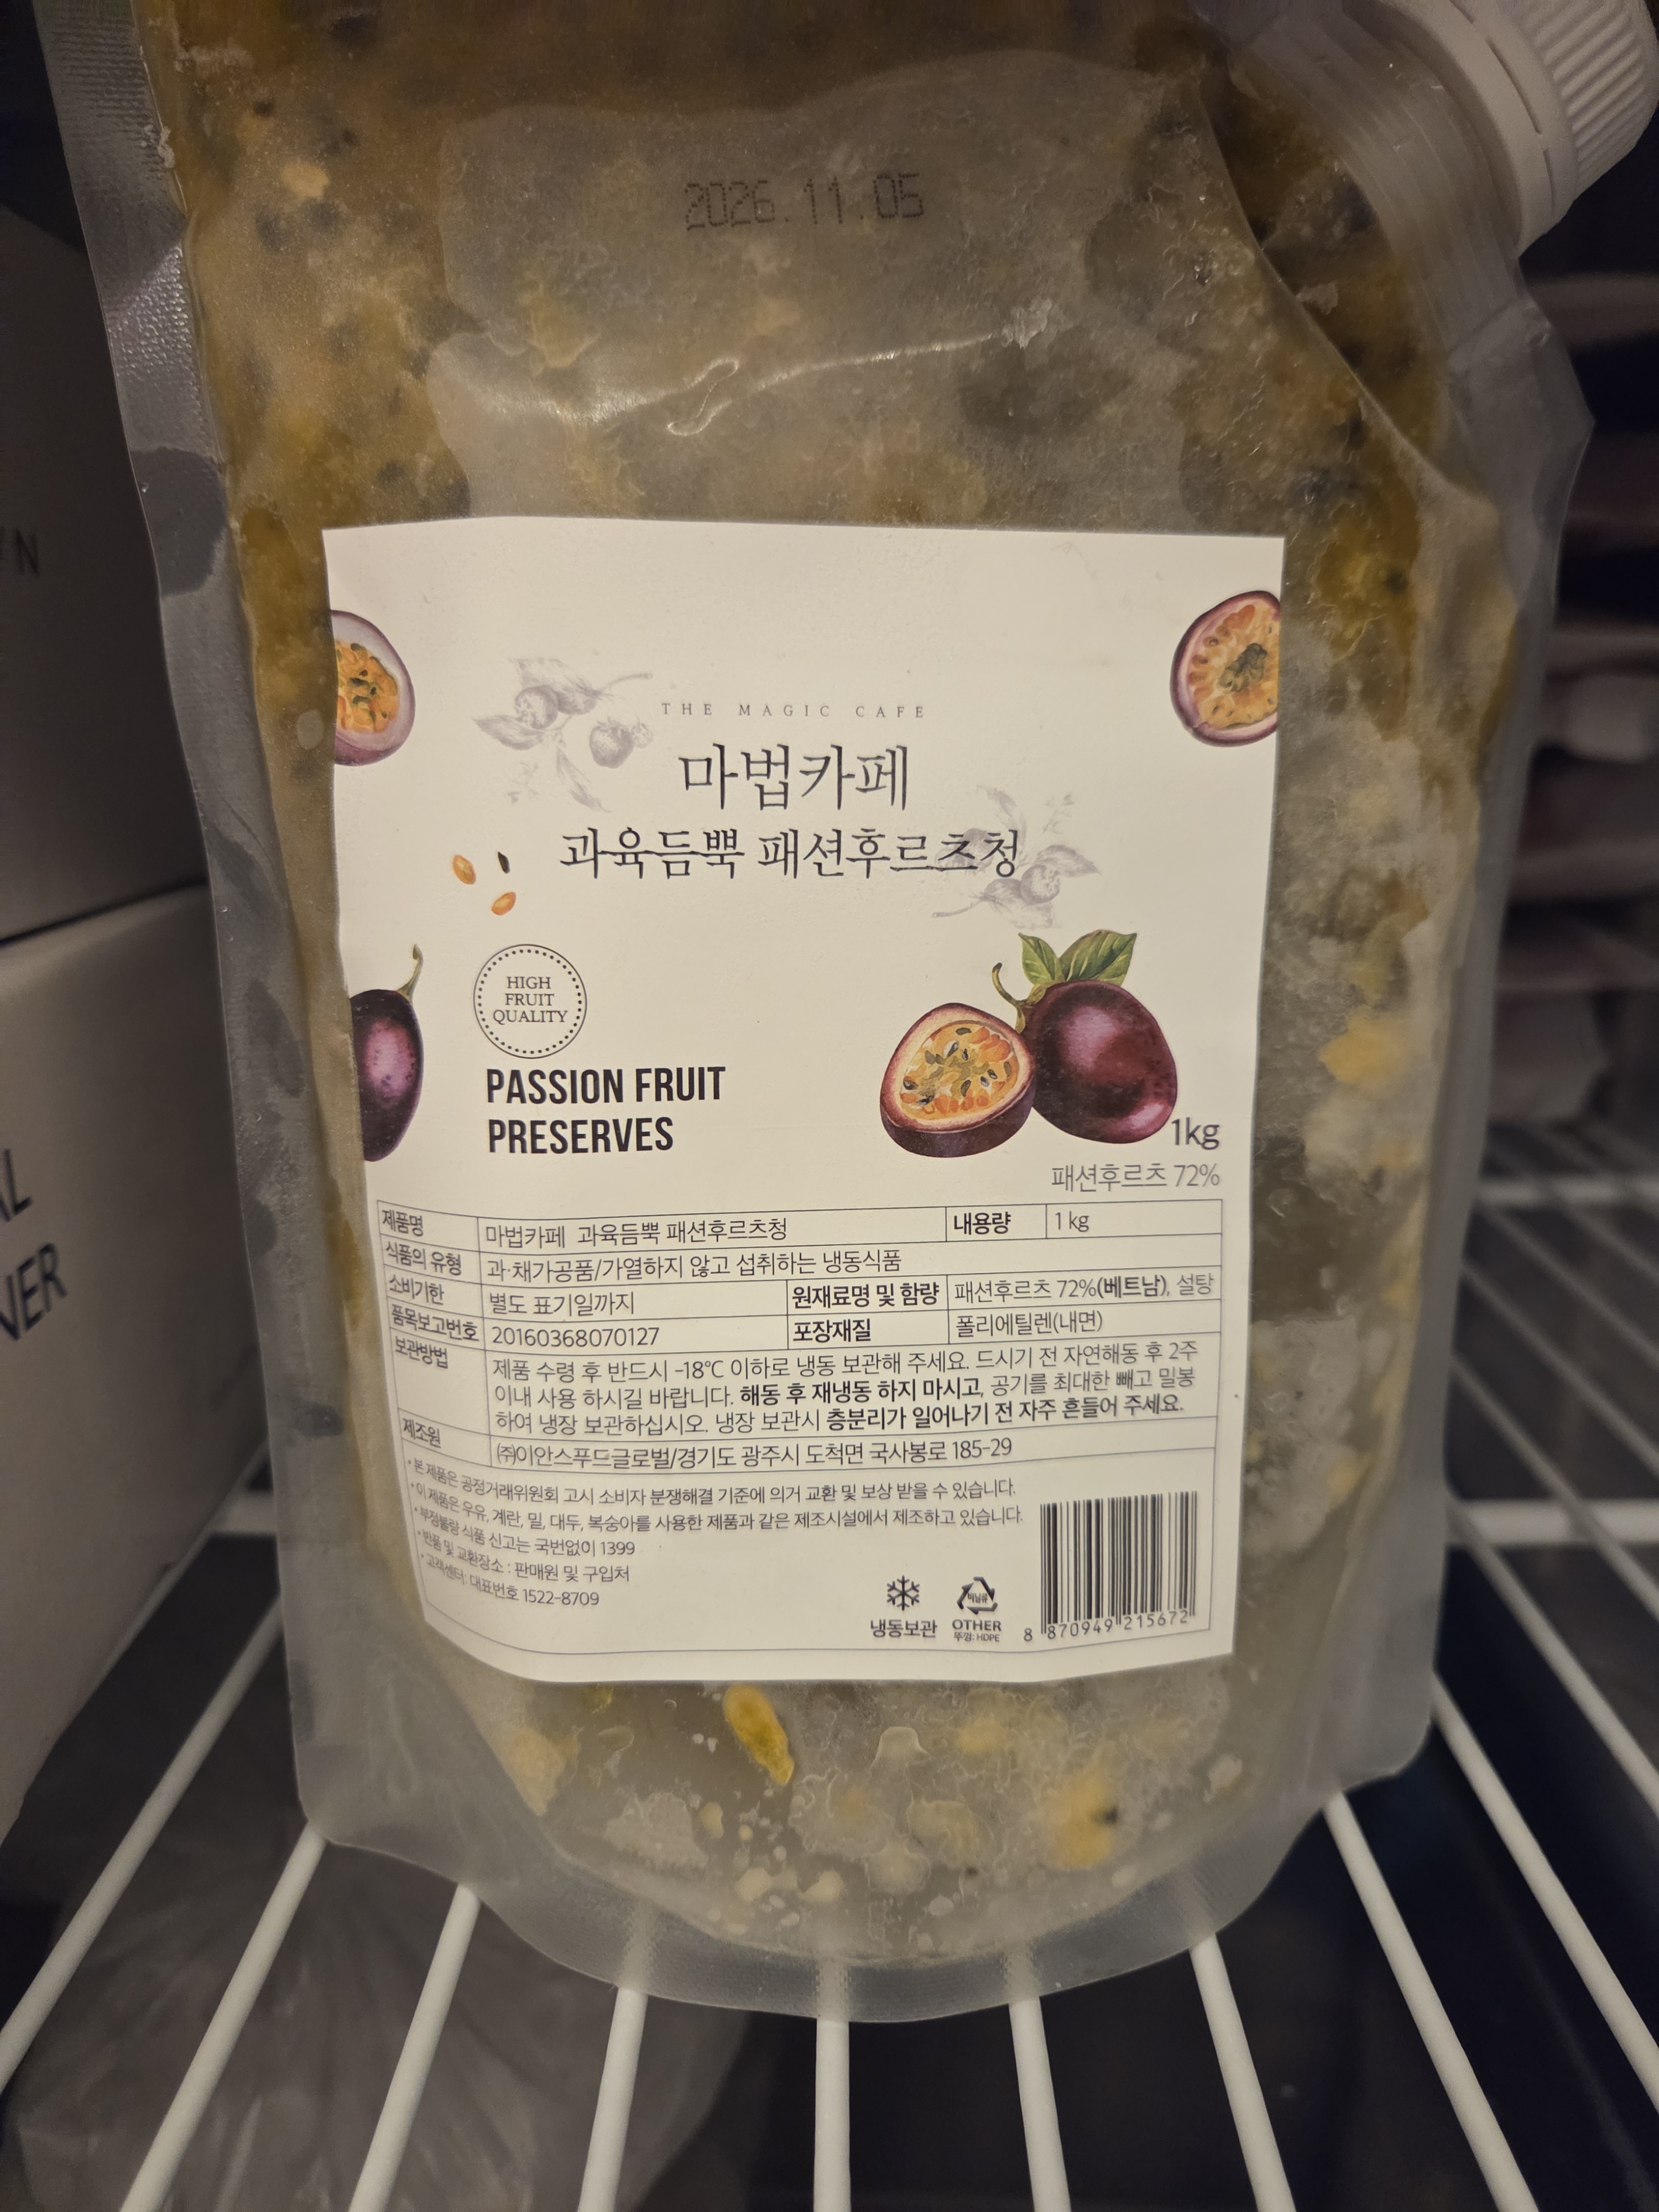 2026.11.05
THE MAGIC CAFE
마법카페
과육듬뿍 패션후르츠청
HIGH
FRUIT
QUALITY
PASSION FRUIT
PRESERVES
1kg
패션후르츠 72%
제품명 마법카페 과육듬뿍 패션후르츠청 내용량 1 kg
식품의 유형 과·채가공품/가열하지 않고 섭취하는 냉동식품
소비기한 별도 표기일까지 원재료명 및 함량 패션후르츠 72%(베트남), 설탕
품목보고번호 20160368070127 포장재질 폴리에틸렌(내면)
보관방법 제품 수령 후 반드시 -18℃ 이하로 냉동 보관해 주세요. 드시기 전 자연해동 후 2주
이내 사용 하시길 바랍니다. 해동 후 재냉동 하지 마시고, 공기를 최대한 빼고 밀봉
하여 냉장 보관하십시오. 냉장 보관시 층분리가 일어나기 전 자주 흔들어 주세요.
제조원 ㈜이안스푸드글로벌/경기도 광주시 도척면 국사봉로 185-29
• 본 제품은 공정거래위원회 고시 소비자 분쟁해결 기준에 의거 교환 및 보상 받을 수 있습니다.
• 이 제품은 우유, 계란, 밀, 대두, 복숭아를 사용한 제품과 같은 제조시설에서 제조하고 있습니다.
• 부정불량 식품 신고는 국번없이 1399
• 반품 및 교환장소 : 판매원 및 구입처
• 고객센터: 대표번호 1522-8709
냉동보관
비닐류
OTHER
뚜껑: HDPE
8 870949 215672
'N
AL
VER